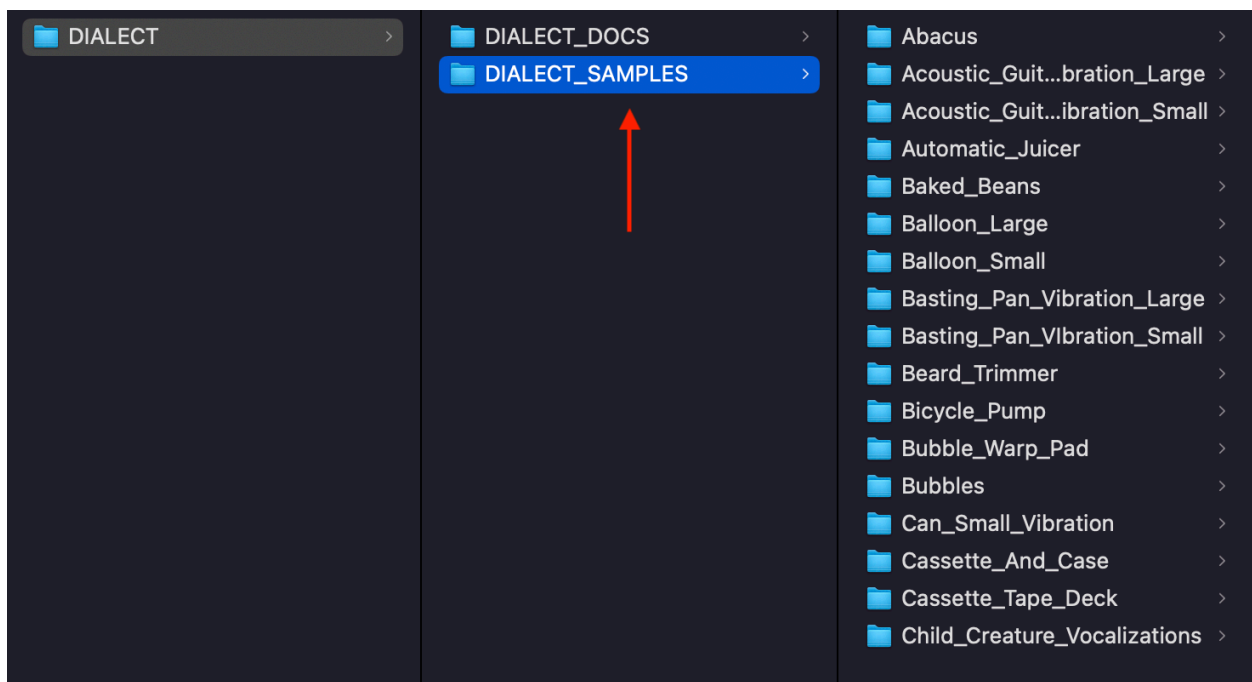 DIALECT
DIALECT_DOCS
DIALECT_SAMPLES
Abacus
Acoustic_Guit...bration_Large
Acoustic_Guit...ibration_Small
Automatic_Juicer
Baked_Beans
Balloon_Large
Balloon_Small
Basting_Pan_Vibration_Large
Basting_Pan_VIbration_Small
Beard_Trimmer
Bicycle_Pump
Bubble_Warp_Pad
Bubbles
Can_Small_Vibration
Cassette_And_Case
Cassette_Tape_Deck
Child_Creature_Vocalizations